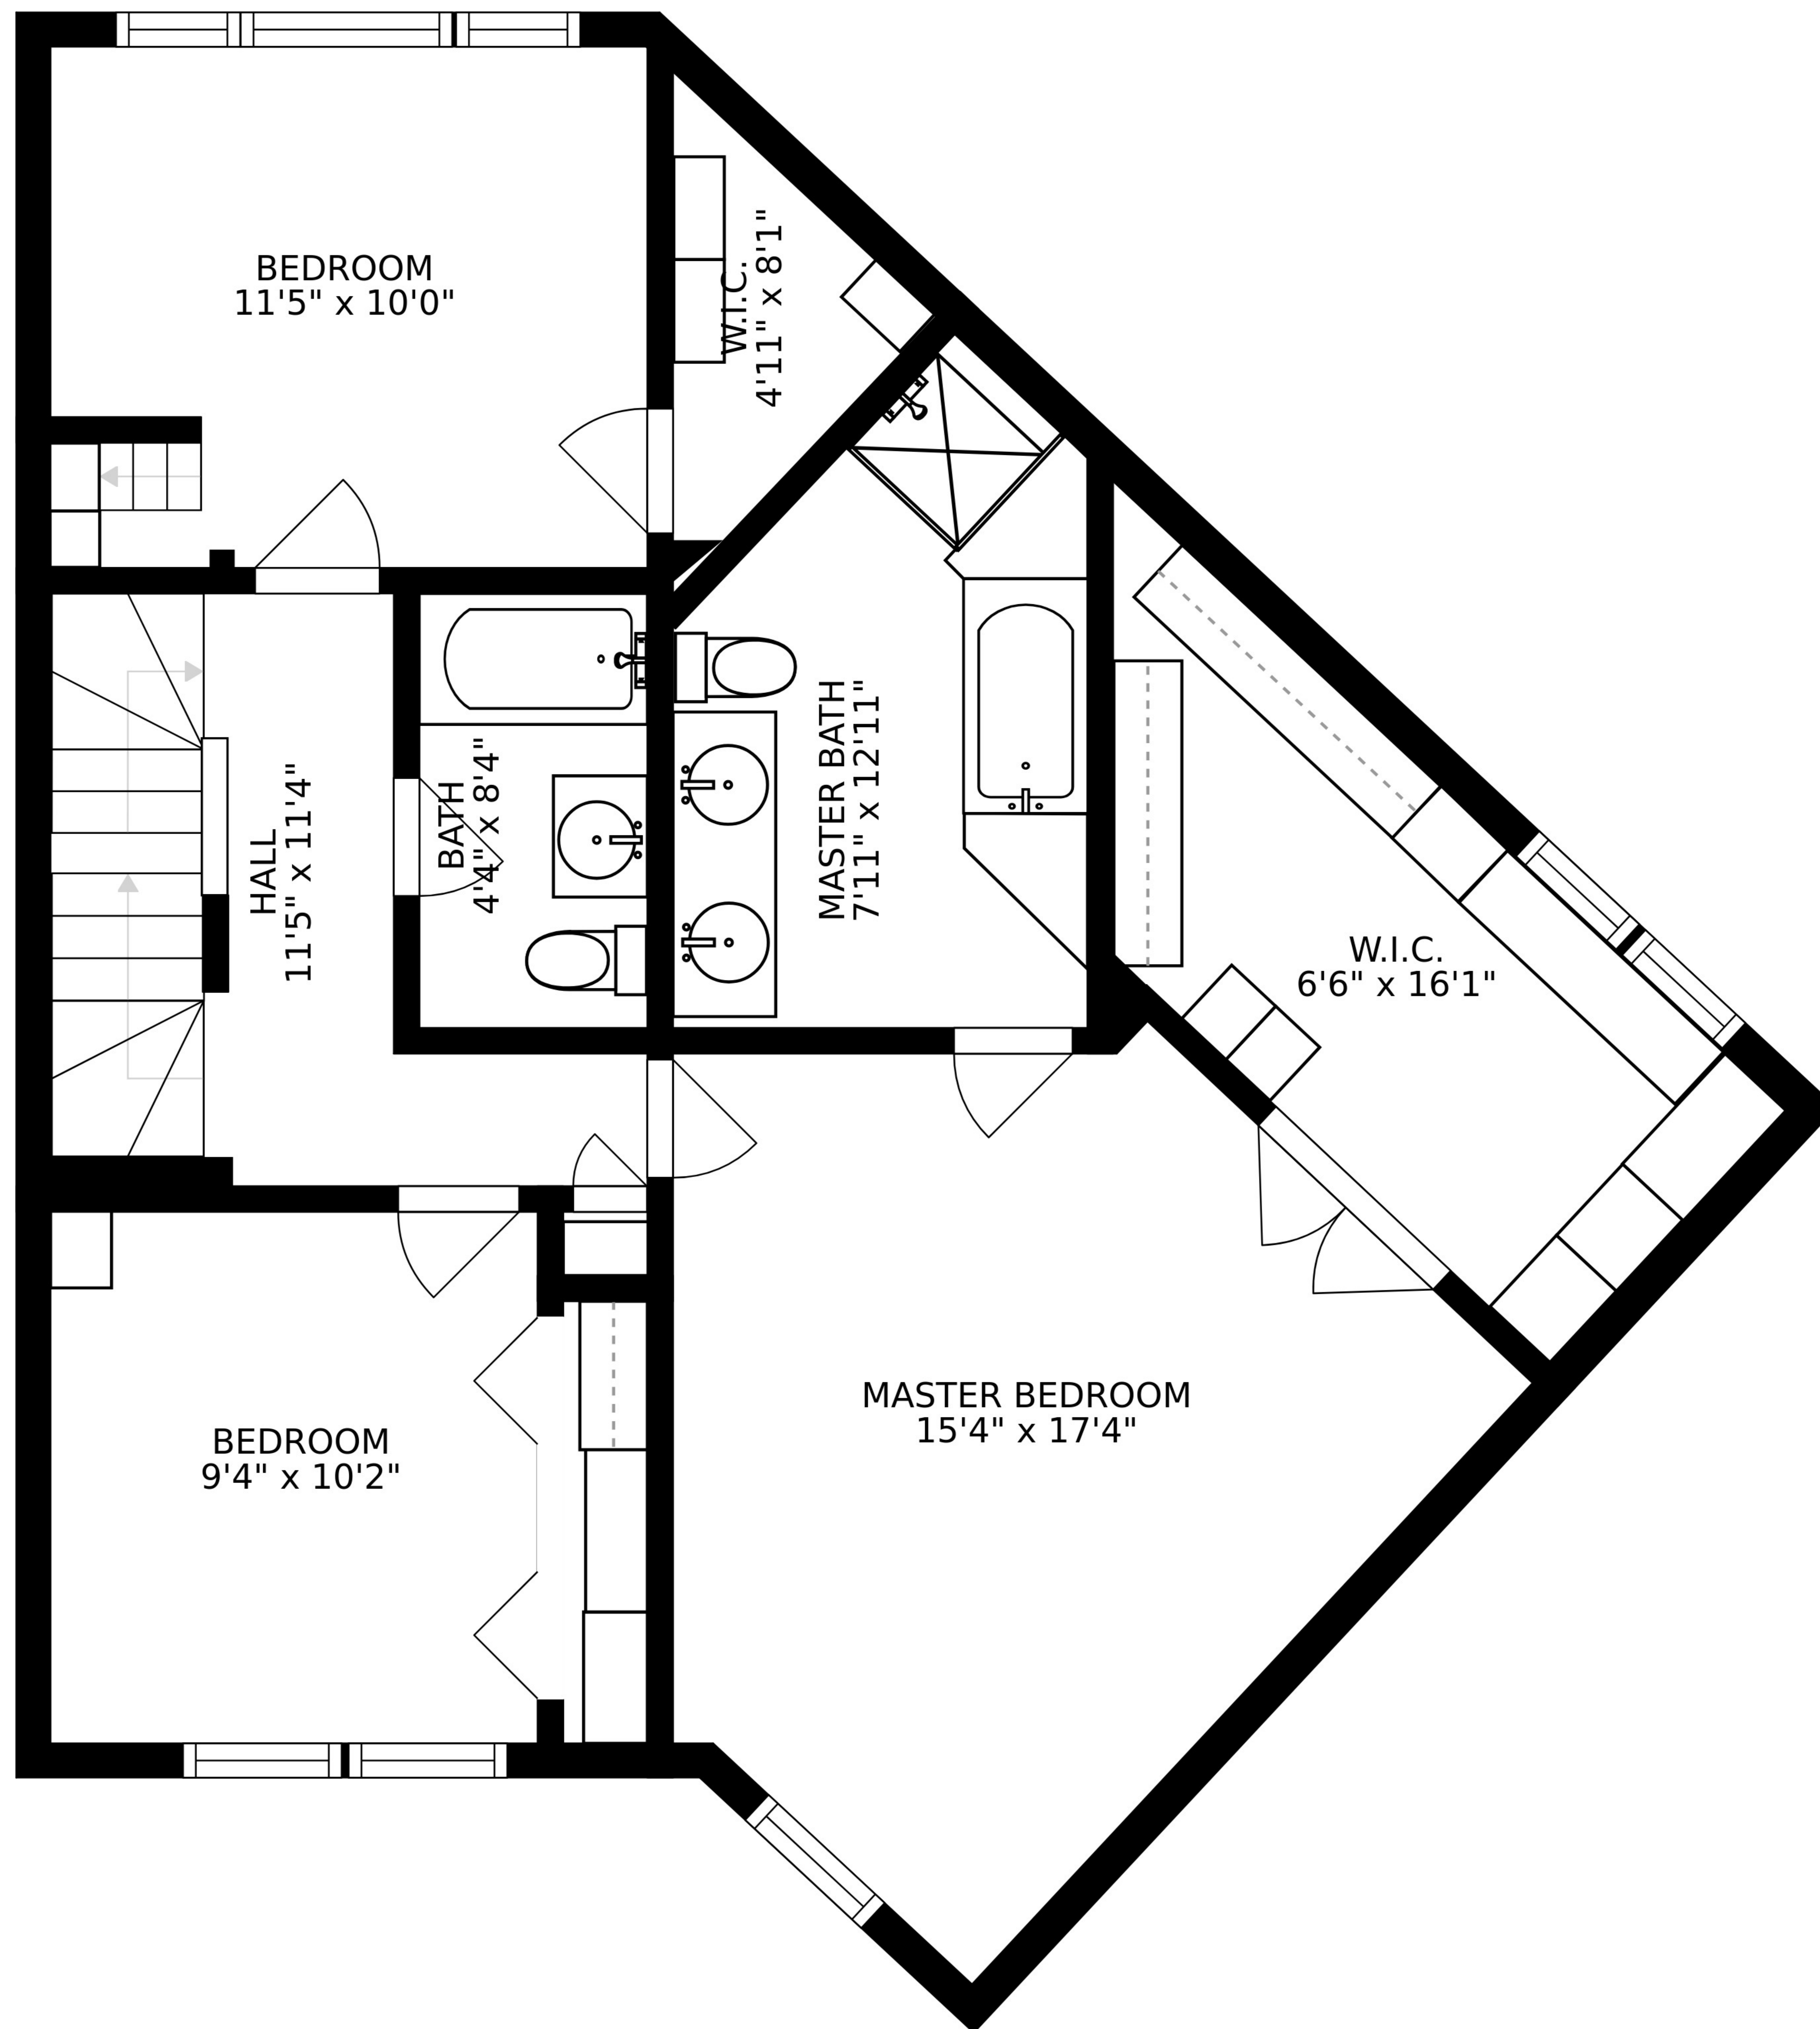 BEDROOM
11'5" x 10'0"
W.I.C.
4'11" x 8'1"
HALL
11'5" x 11'4"
BATH
4'4" x 8'4"
MASTER BATH
7'11" x 12'11"
W.I.C.
6'6" x 16'1"
MASTER BEDROOM
15'4" x 17'4"
BEDROOM
9'4" x 10'2"